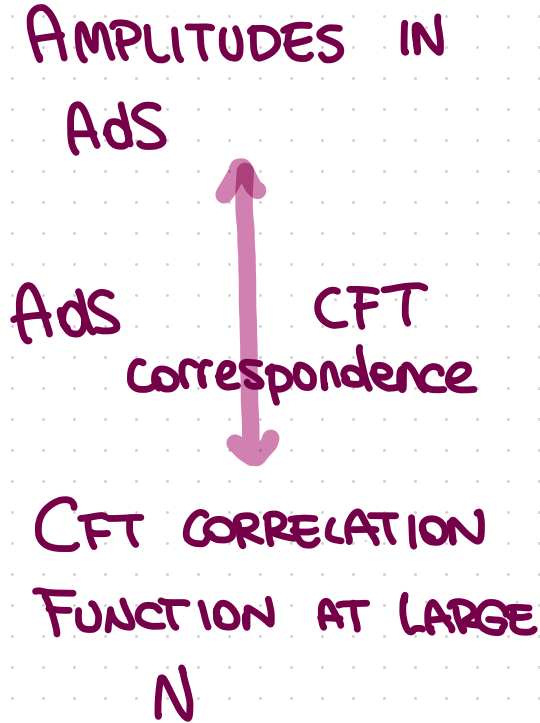 AMPLITUDES IN
AdS
AdS CFT
correspondence
CFT CORRELATION
FUNCTION AT LARGE
N